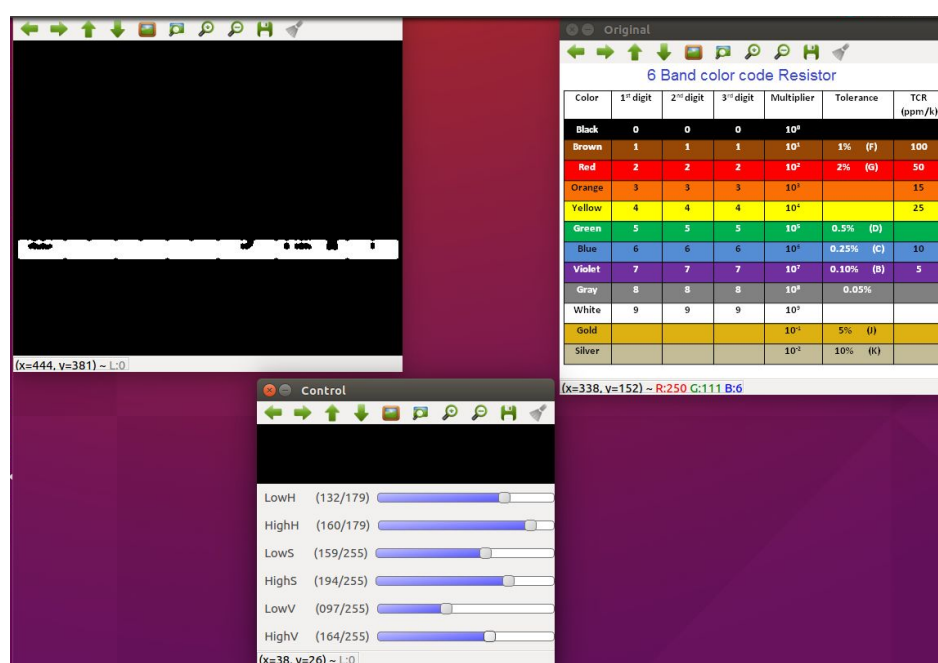 Original
6 Band color code Resistor
Color 1st digit 2nd digit 3rd digit Multiplier Tolerance TCR (ppm/k)
Black 0 0 0 10⁰
Brown 1 1 1 10¹ 1% (F) 100
Red 2 2 2 10² 2% (G) 50
Orange 3 3 3 10³ 15
Yellow 4 4 4 10⁴ 25
Green 5 5 5 10⁵ 0.5% (D)
Blue 6 6 6 10⁶ 0.25% (C) 10
Violet 7 7 7 10⁷ 0.10% (B) 5
Gray 8 8 8 10⁸ 0.05%
White 9 9 9 10⁹
Gold 10⁻¹ 5% (J)
Silver 10⁻² 10% (K)
(x=338, y=152) ~ R:250 G:111 B:6
(x=444, y=381) ~ L:0
Control
LowH (132/179)
HighH (160/179)
LowS (159/255)
HighS (194/255)
LowV (097/255)
HighV (164/255)
(x=38, y=26) ~ L:0